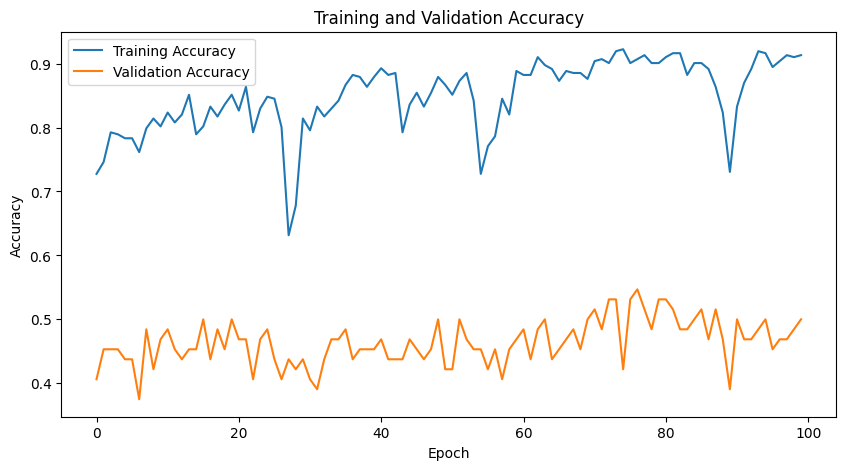 Training and Validation Accuracy
Training Accuracy
Validation Accuracy
Accuracy
0.9
0.8
0.7
0.6
0.5
0.4
0 20 40 60 80 100
Epoch